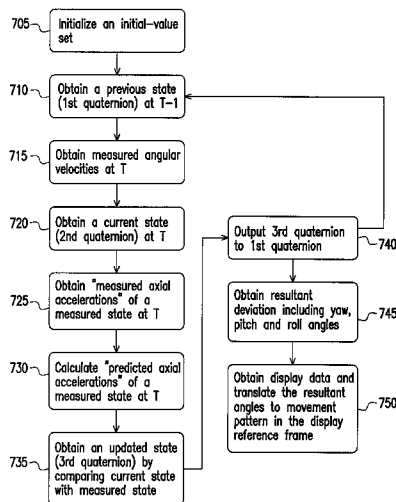 705
Initialize an initial-value
set
710
Obtain a previous state
(1st quaternion) at T-1
715
Obtain measured angular
velocities at T
720
Obtain a current state
(2nd quaternion) at T
725
Obtain "measured axial
accelerations" of a
measured state at T
730
Calculate "predicted axial
accelerations" of a
measured state at T
735
Obtain an updated state
(3rd quaternion) by
comparing current state
with measured state
Output 3rd quaternion
to 1st quaternion
740
Obtain resultant
deviation including yaw,
pitch and roll angles
745
Obtain display data and
translate the resultant
angles to movement
pattern in the display
reference frame
750